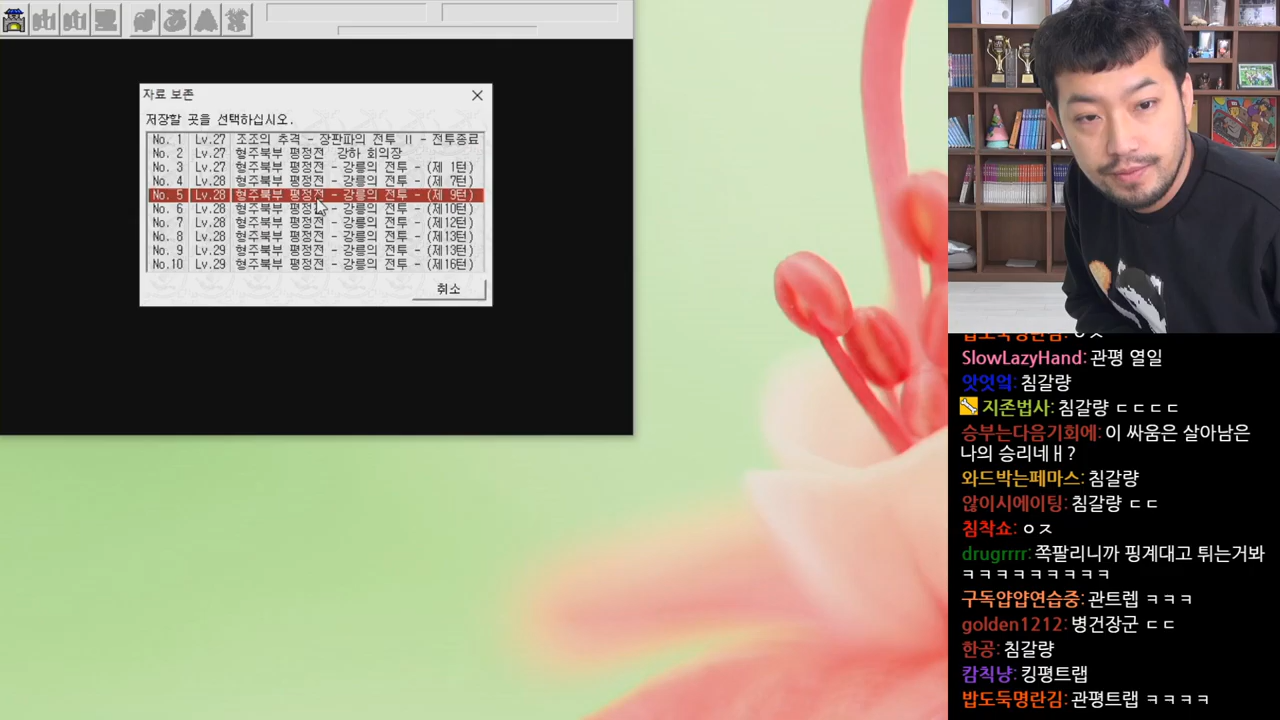 자료 보존
저장할 곳을 선택하십시오.
No. 1 Lv.27 조조의 추격 - 장판파의 전투 Ⅱ - 전투종료
No. 2 Lv.27 형주북부 평정전 강하 회의장
No. 3 Lv.27 형주북부 평정전 - 강릉의 전투 - (제 1턴)
No. 4 Lv.28 형주북부 평정전 - 강릉의 전투 - (제 7턴)
No. 5 Lv.28 형주북부 평정전 - 강릉의 전투 - (제 9턴)
No. 6 Lv.28 형주북부 평정전 - 강릉의 전투 - (제10턴)
No. 7 Lv.28 형주북부 평정전 - 강릉의 전투 - (제12턴)
No. 8 Lv.28 형주북부 평정전 - 강릉의 전투 - (제13턴)
No. 9 Lv.29 형주북부 평정전 - 강릉의 전투 - (제13턴)
No.10 Lv.29 형주북부 평정전 - 강릉의 전투 - (제16턴)
취소
밥도둑명란김: ㅇㅈ
SlowLazyHand: 관평 열일
앗엇억: 침갈량
지존법사: 침갈량 ㄷㄷㄷㄷ
승부는다음기회에: 이 싸움은 살아남은
나의 승리네ㅐ?
와드박는페마스: 침갈량
않이시에이팅: 침갈량 ㄷㄷ
침착쇼: ㅇㅈ
drugrrrr: 쪽팔리니까 핑계대고 튀는거봐
ㅋㅋㅋㅋㅋㅋㅋㅋㅋ
구독얍얍연습중: 관트렙 ㅋㅋㅋ
golden1212: 병건장군 ㄷㄷ
한공: 침갈량
캄칙냥: 킹평트랩
밥도둑명란김: 관평트랩 ㅋㅋㅋㅋ